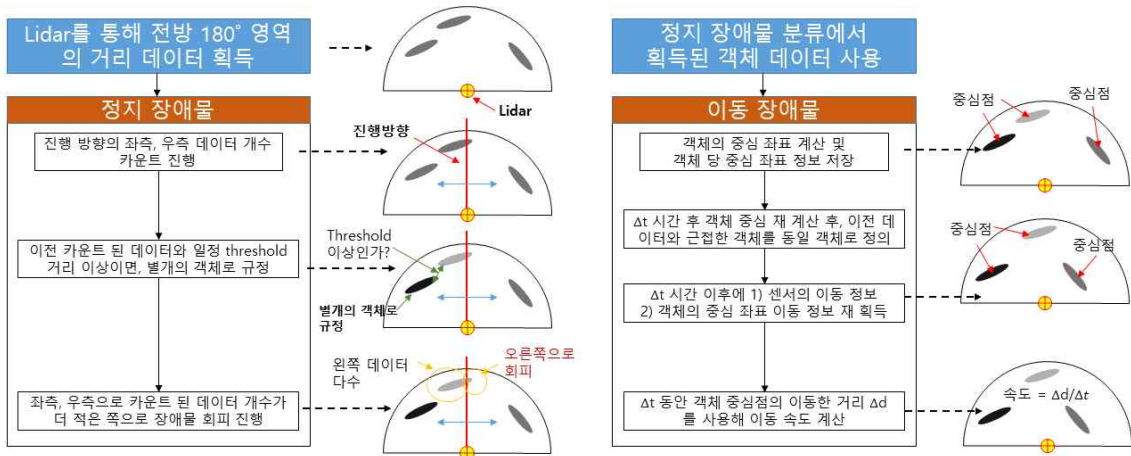 Lidar를 통해 전방 180° 영역
의 거리 데이터 획득
정지 장애물
진행 방향의 좌측, 우측 데이터 개수
카운트 진행
이전 카운트 된 데이터와 일정 threshold
거리 이상이면, 별개의 객체로 규정
좌측, 우측으로 카운트 된 데이터 개수가
더 적은 쪽으로 장애물 회피 진행
Lidar
진행방향
Threshold
이상인가?
별개의 객체로
규정
왼쪽 데이터
다수
오른쪽으로
회피
정지 장애물 분류에서
획득된 객체 데이터 사용
이동 장애물
객체의 중심 좌표 계산 및
객체 당 중심 좌표 정보 저장
Δt 시간 후 객체 중심 재 계산 후, 이전 데
이터와 근접한 객체를 동일 객체로 정의
Δt 시간 이후에 1) 센서의 이동 정보
2) 객체의 중심 좌표 이동 정보 재 획득
Δt 동안 객체 중심점의 이동한 거리 Δd
를 사용해 이동 속도 계산
중심점
중심점
중심점
중심점
중심점
중심점
속도 = Δd/Δt